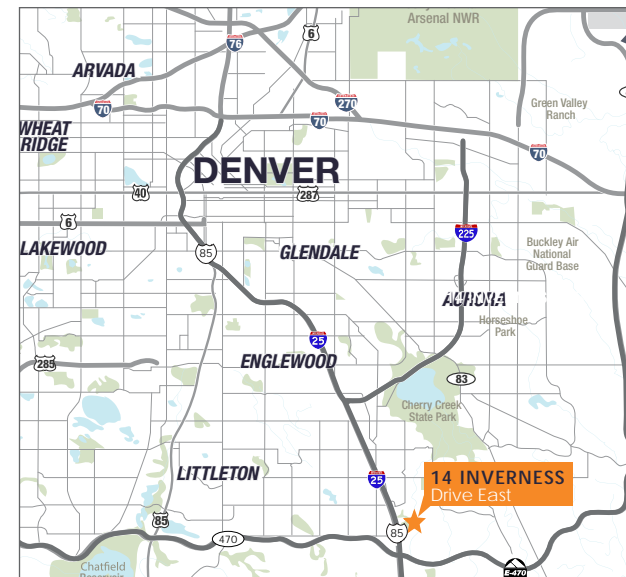 Arsenal NWR
6
76
ARVADA
270
70
70
Green Valley
Ranch
WHEAT
RIDGE
70
DENVER
40
287
6
LAKEWOOD
85
GLENDALE
225
Buckley Air
National
Guard Base
AURORA
Horseshoe
Park
25
ENGLEWOOD
285
83
Cherry Creek
State Park
LITTLETON
25
14 INVERNESS
Drive East
85
85
470
Chatfield
E-470